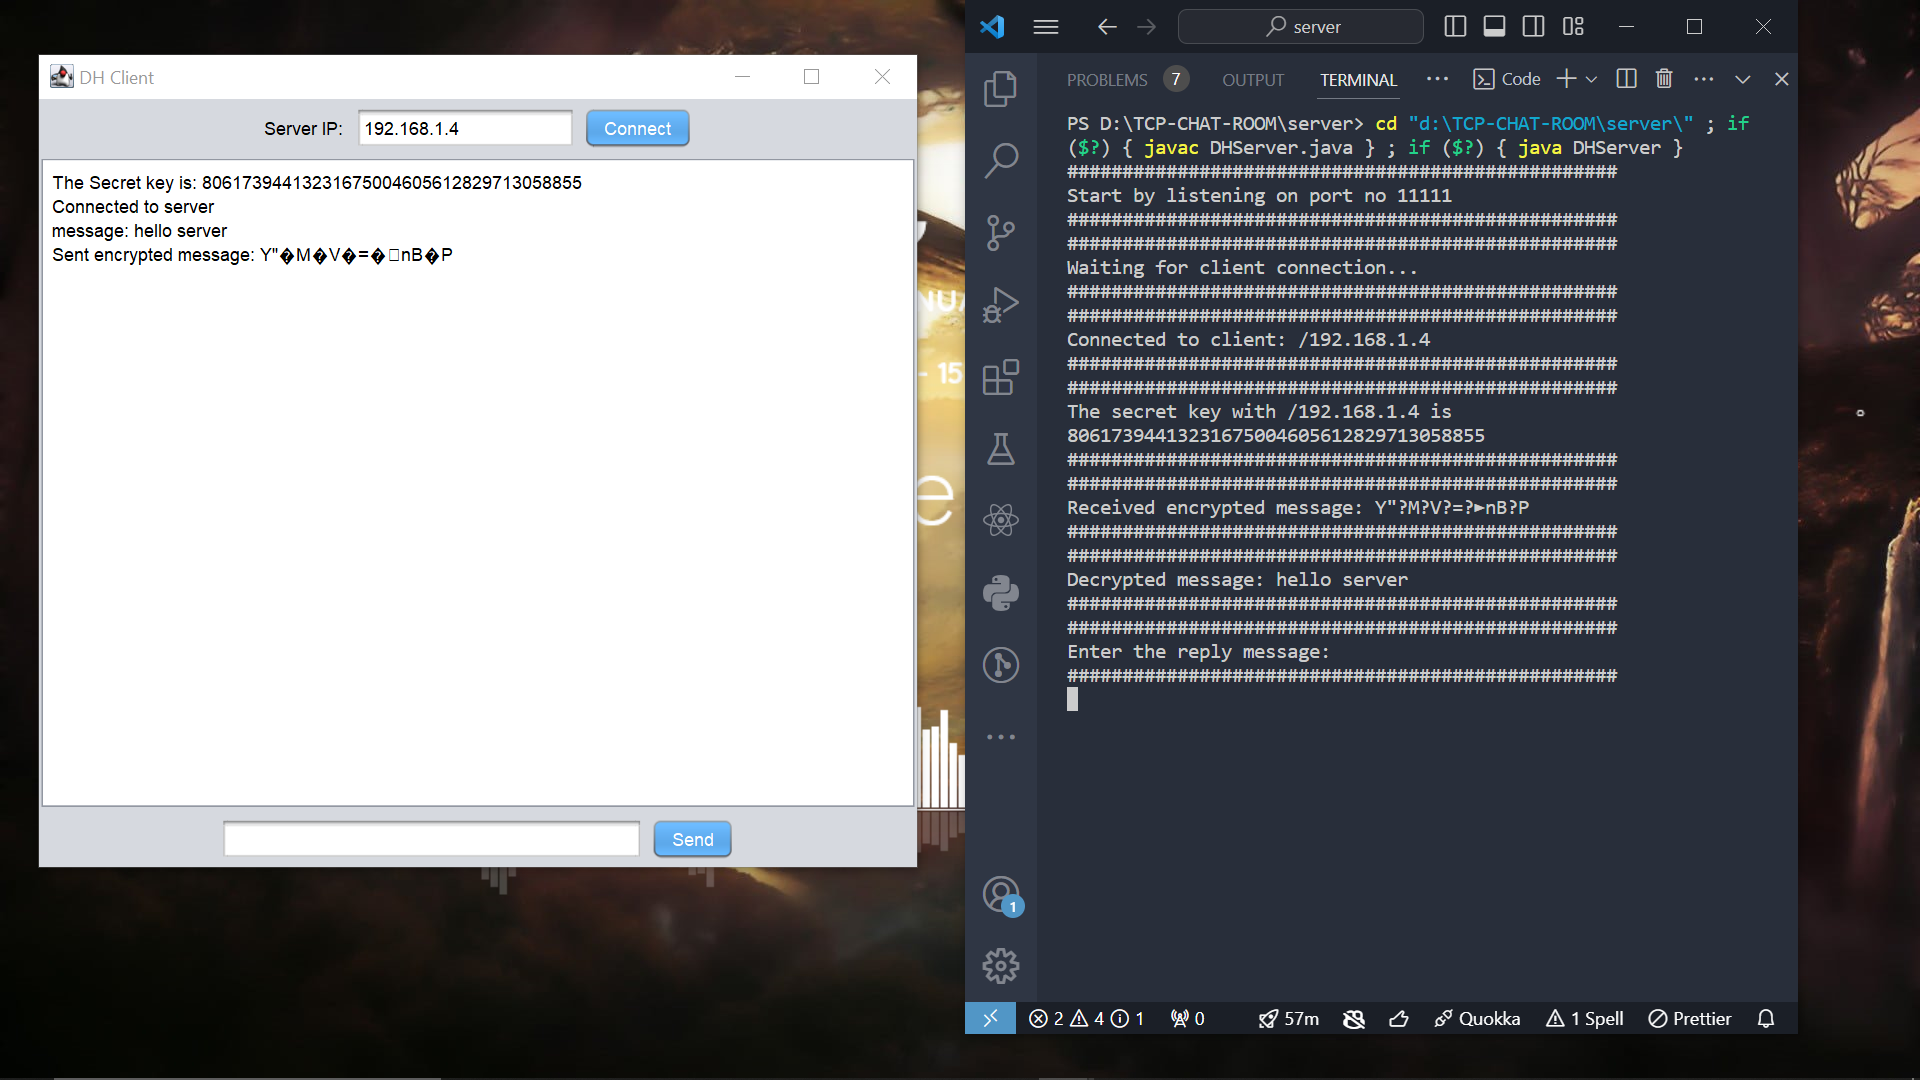 DH Client
Server IP: 192.168.1.4 Connect
The Secret key is: 80617394413231675004605612829713058855
Connected to server
message: hello server
Sent encrypted message: Y"�M�V�=�□nB�P
Send
server
PROBLEMS 7 OUTPUT TERMINAL ··· Code
PS D:\TCP-CHAT-ROOM\server> cd "d:\TCP-CHAT-ROOM\server\" ; if
($?) { javac DHServer.java } ; if ($?) { java DHServer }
##################################################
Start by listening on port no 11111
##################################################
##################################################
Waiting for client connection...
##################################################
##################################################
Connected to client: /192.168.1.4
##################################################
##################################################
The secret key with /192.168.1.4 is
80617394413231675004605612829713058855
##################################################
##################################################
Received encrypted message: Y"?M?V?=?►nB?P
##################################################
##################################################
Decrypted message: hello server
##################################################
##################################################
Enter the reply message:
##################################################
1
2 4 1 0 57m Quokka 1 Spell Prettier
- 15
e